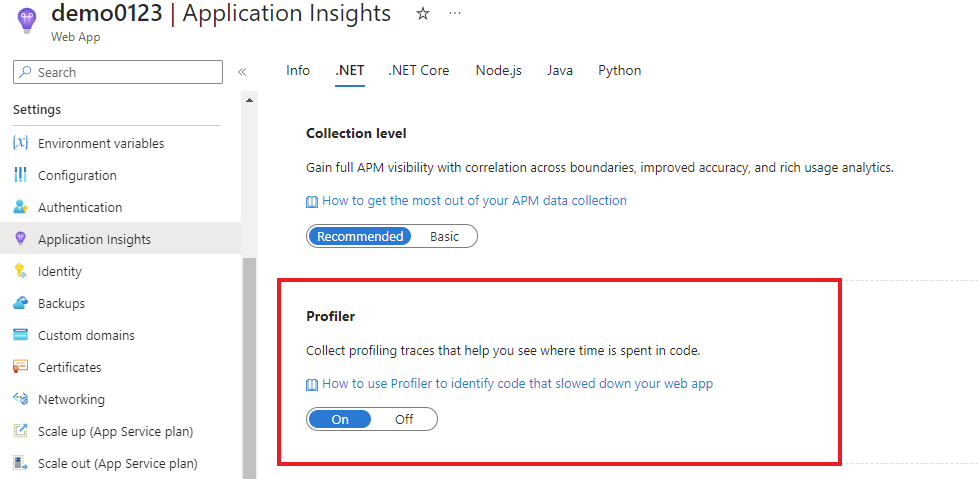 demo0123 | Application Insights ☆ ...
Web App
Search «
Info .NET .NET Core Node.js Java Python
Settings
Environment variables
Configuration
Authentication
Application Insights
Identity
Backups
Custom domains
Certificates
Networking
Scale up (App Service plan)
Scale out (App Service plan)
Collection level
Gain full APM visibility with correlation across boundaries, improved accuracy, and rich usage analytics.
How to get the most out of your APM data collection
Recommended Basic
Profiler
Collect profiling traces that help you see where time is spent in code.
How to use Profiler to identify code that slowed down your web app
On Off